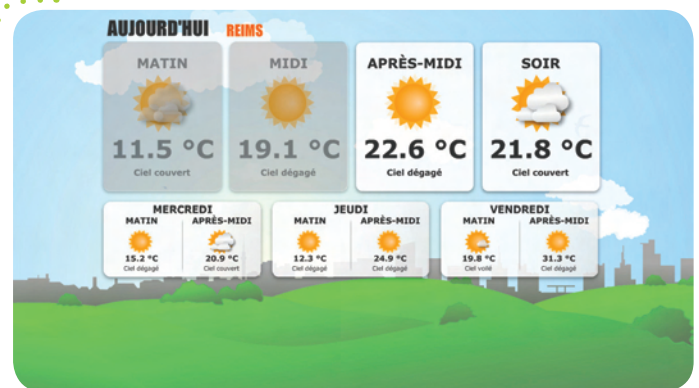 AUJOURD'HUI REIMS
MATIN
11.5 °C
Ciel couvert
MIDI
19.1 °C
Ciel dégagé
APRÈS-MIDI
22.6 °C
Ciel dégagé
SOIR
21.8 °C
Ciel couvert
MERCREDI
MATIN
15.2 °C
Ciel dégagé
APRÈS-MIDI
20.9 °C
Ciel couvert
JEUDI
MATIN
12.3 °C
Ciel dégagé
APRÈS-MIDI
24.9 °C
Ciel dégagé
VENDREDI
MATIN
19.8 °C
Ciel voilé
APRÈS-MIDI
31.3 °C
Ciel dégagé